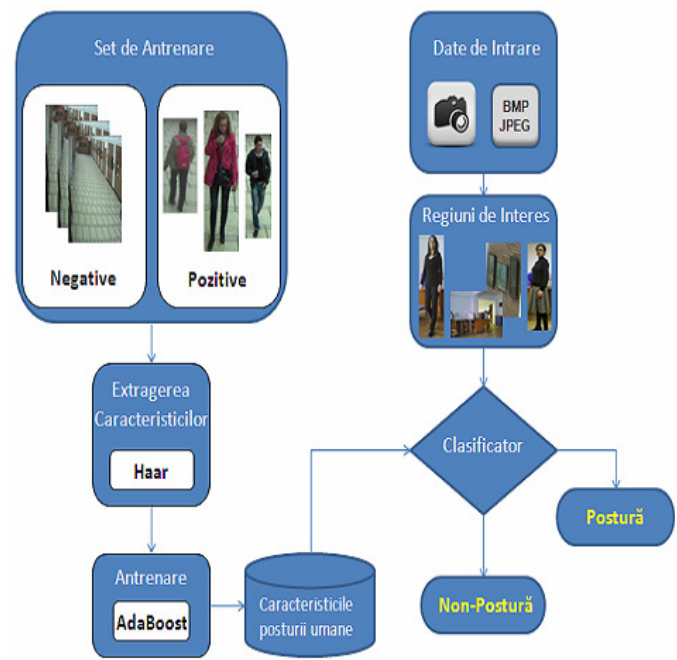 Set de Antrenare
Negative
Pozitive
Extragerea
Caracteristicilor
Haar
Antrenare
AdaBoost
Caracteristicile
posturii umane
Date de Intrare
BMP
JPEG
Regiuni de Interes
Clasificator
Postură
Non-Postură